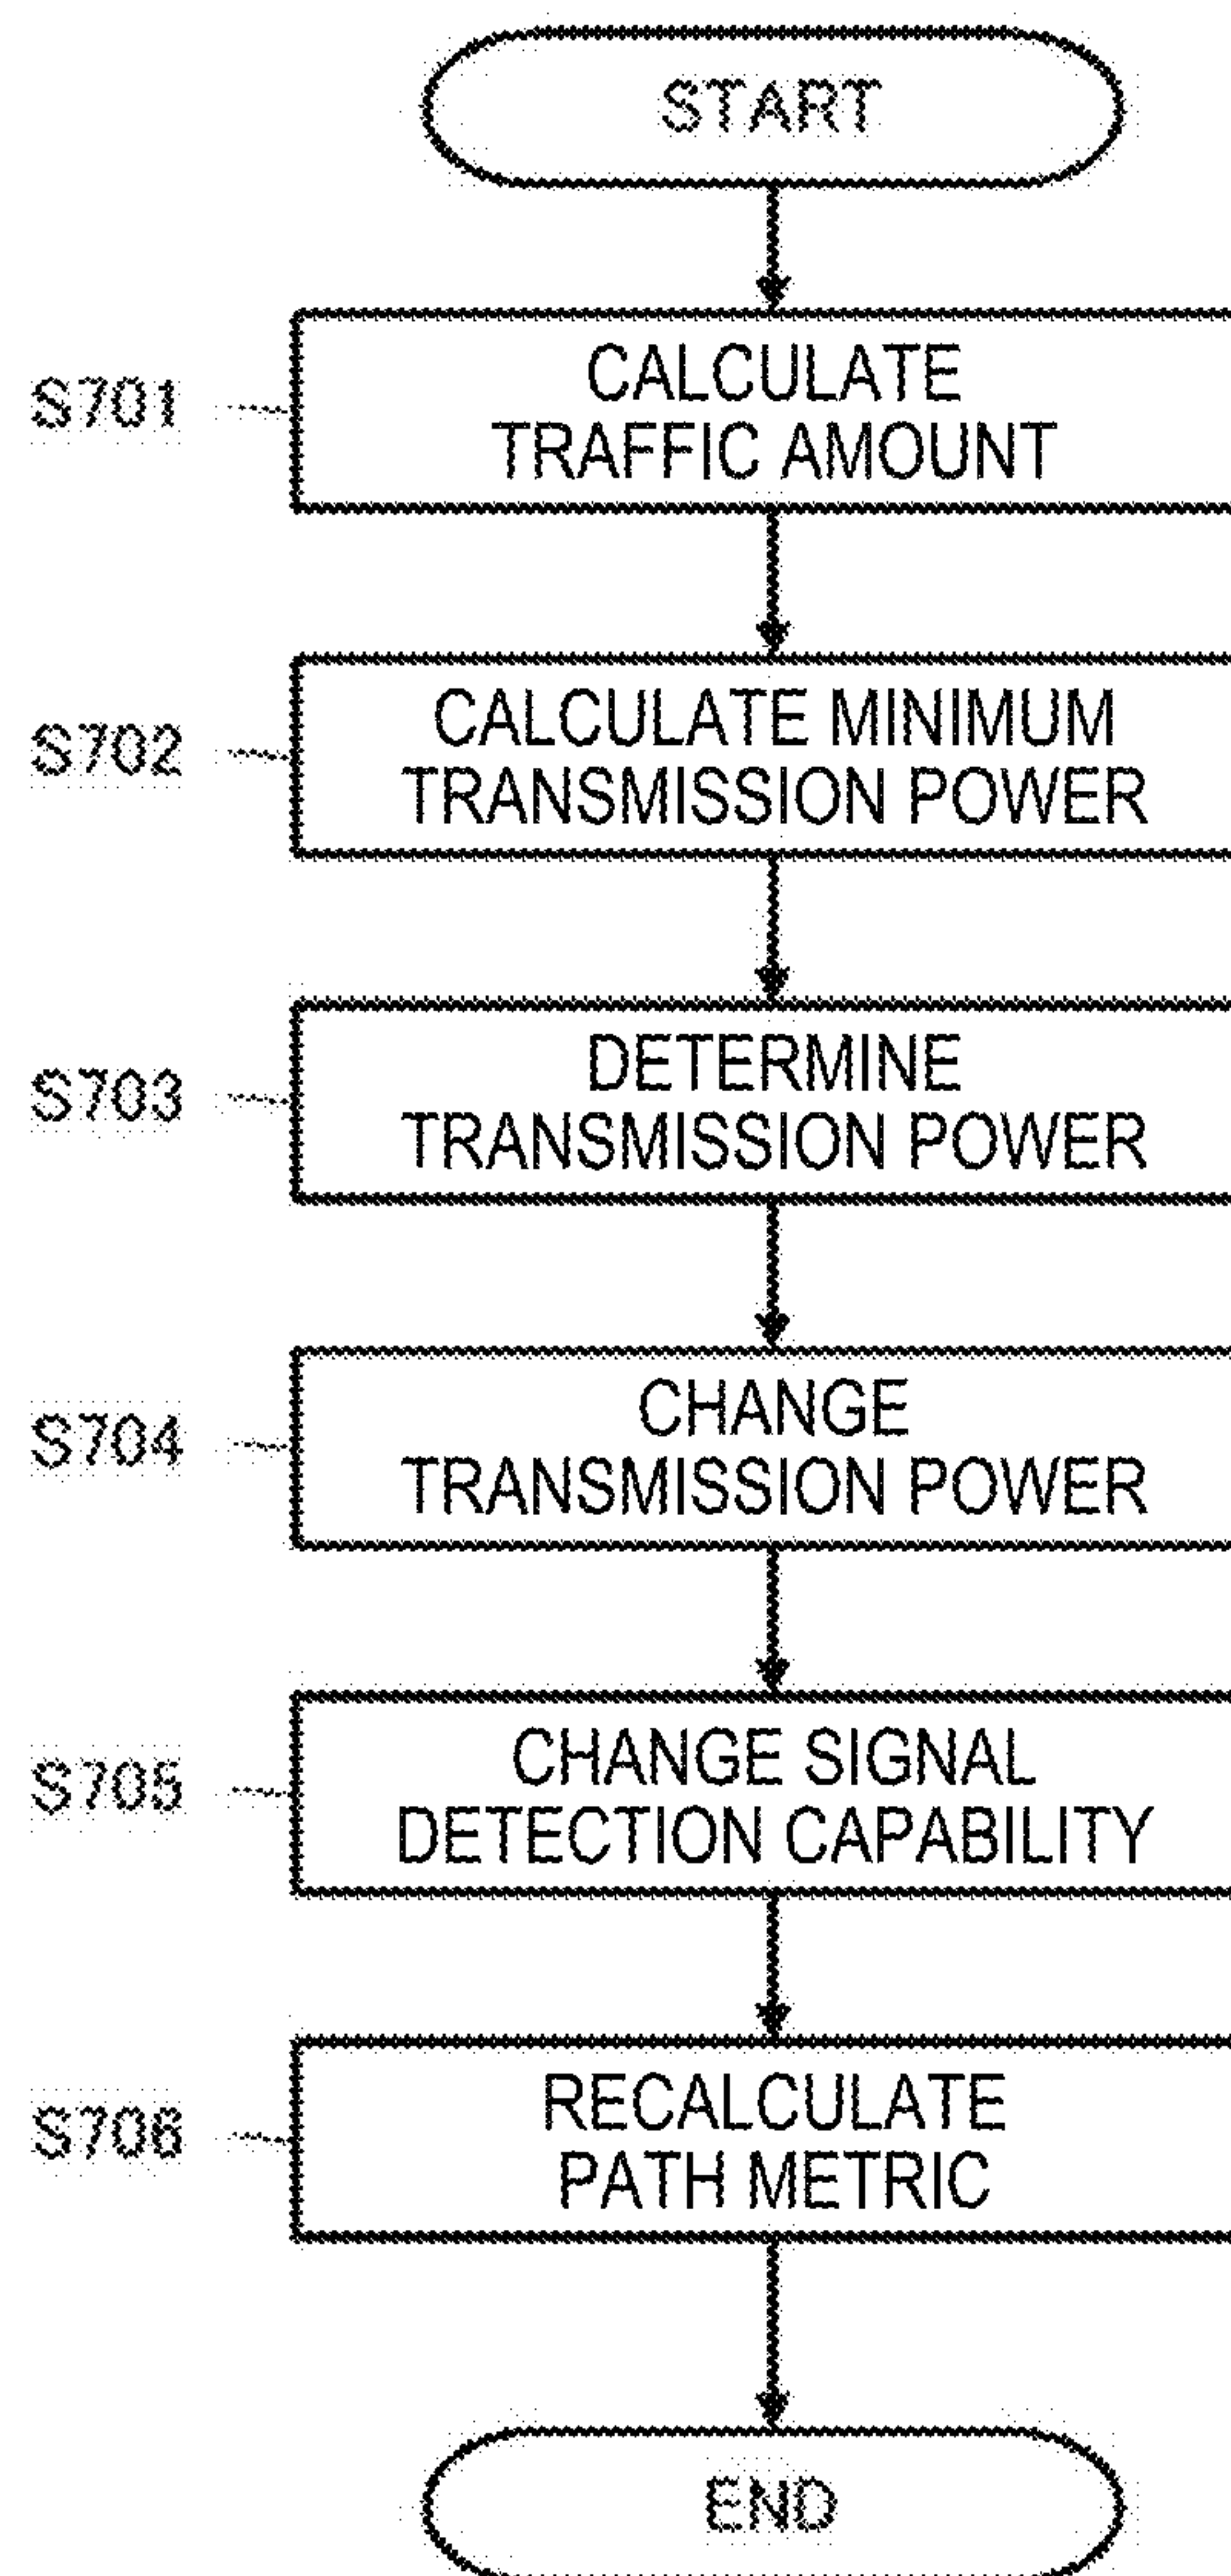 START
S701
CALCULATE
TRAFFIC AMOUNT
S702
CALCULATE MINIMUM
TRANSMISSION POWER
S703
DETERMINE
TRANSMISSION POWER
S704
CHANGE
TRANSMISSION POWER
S705
CHANGE SIGNAL
DETECTION CAPABILITY
S706
RECALCULATE
PATH METRIC
END